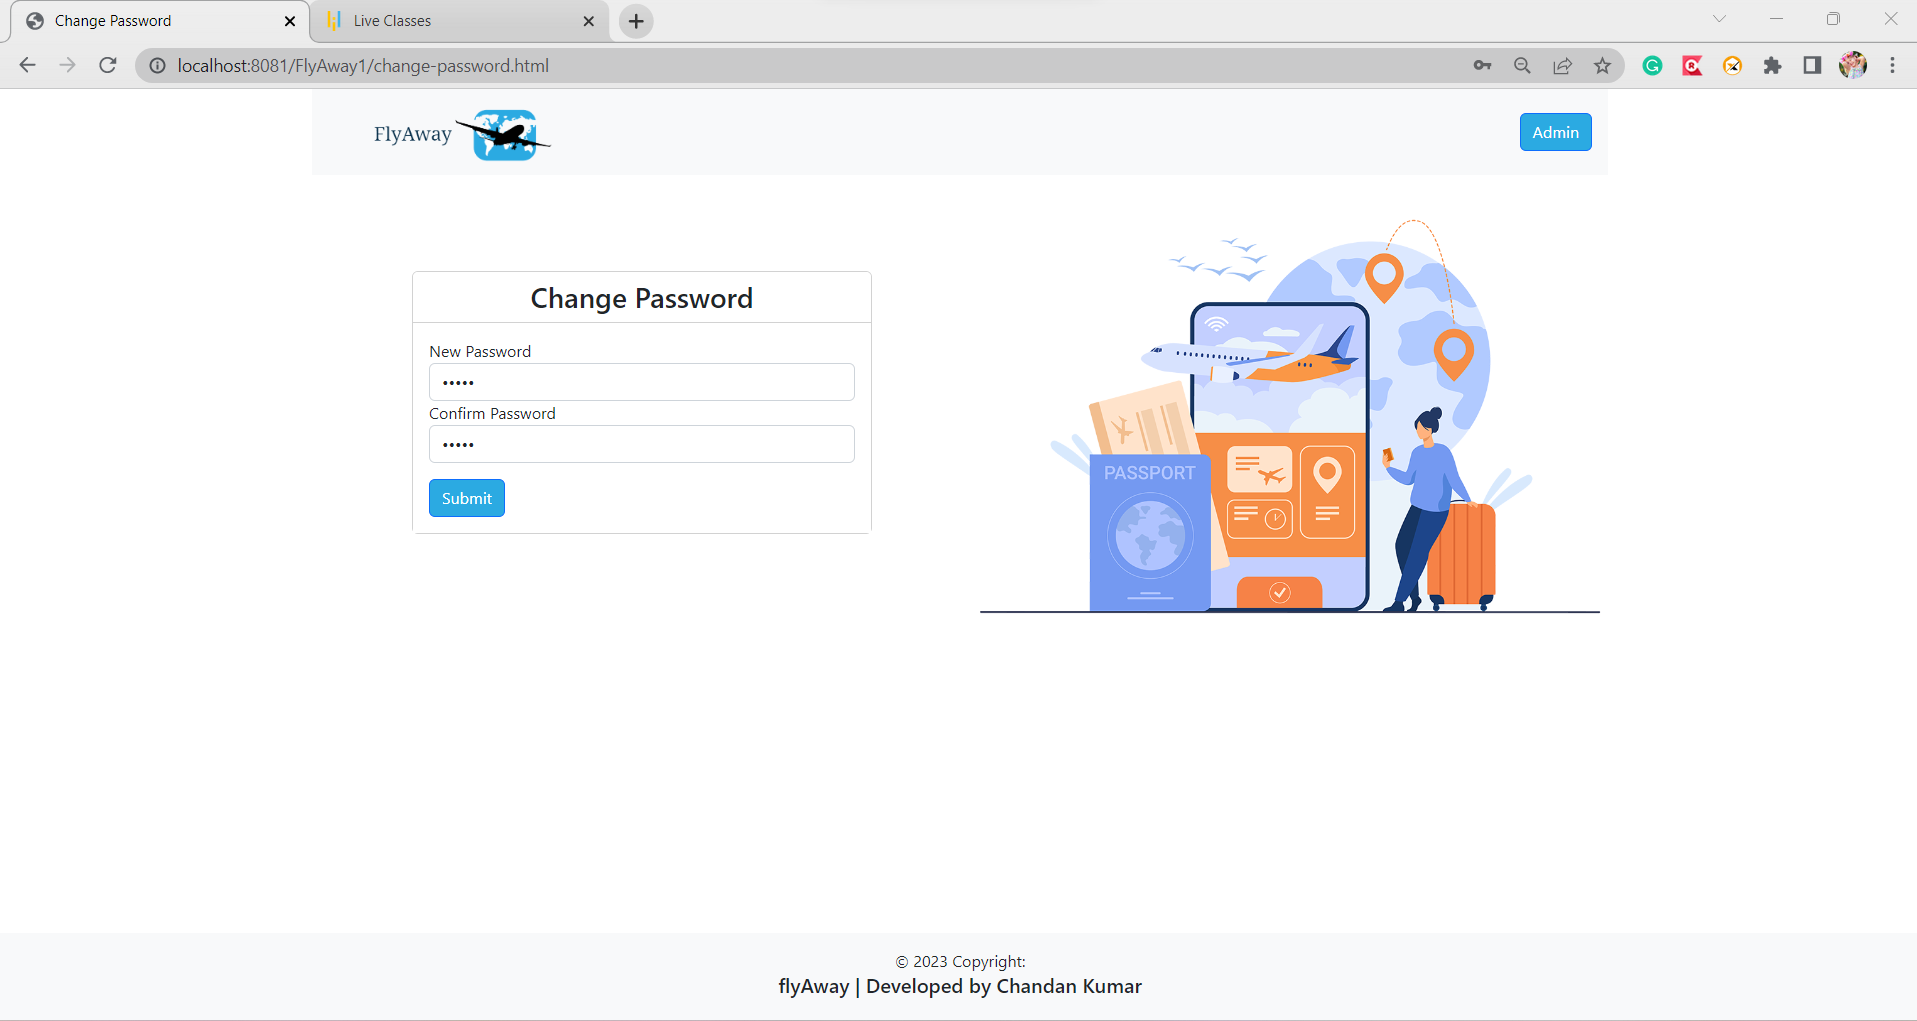 Change Password
Live Classes
localhost:8081/FlyAway1/change-password.html
FlyAway
Admin
Change Password
New Password
•••••
Confirm Password
•••••
Submit
PASSPORT
© 2023 Copyright:
flyAway | Developed by Chandan Kumar